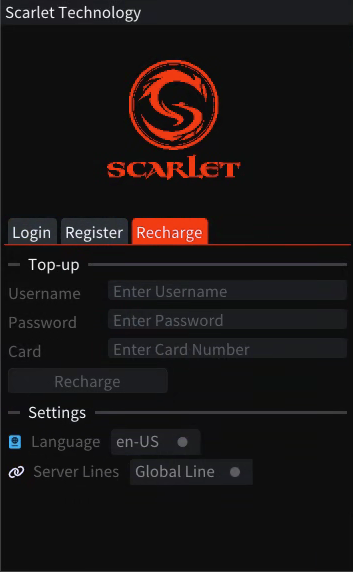 Scarlet Technology
SCARLET
Login Register Recharge
Top-up
Username Enter Username
Password Enter Password
Card Enter Card Number
Recharge
Settings
Language en-US
Server Lines Global Line